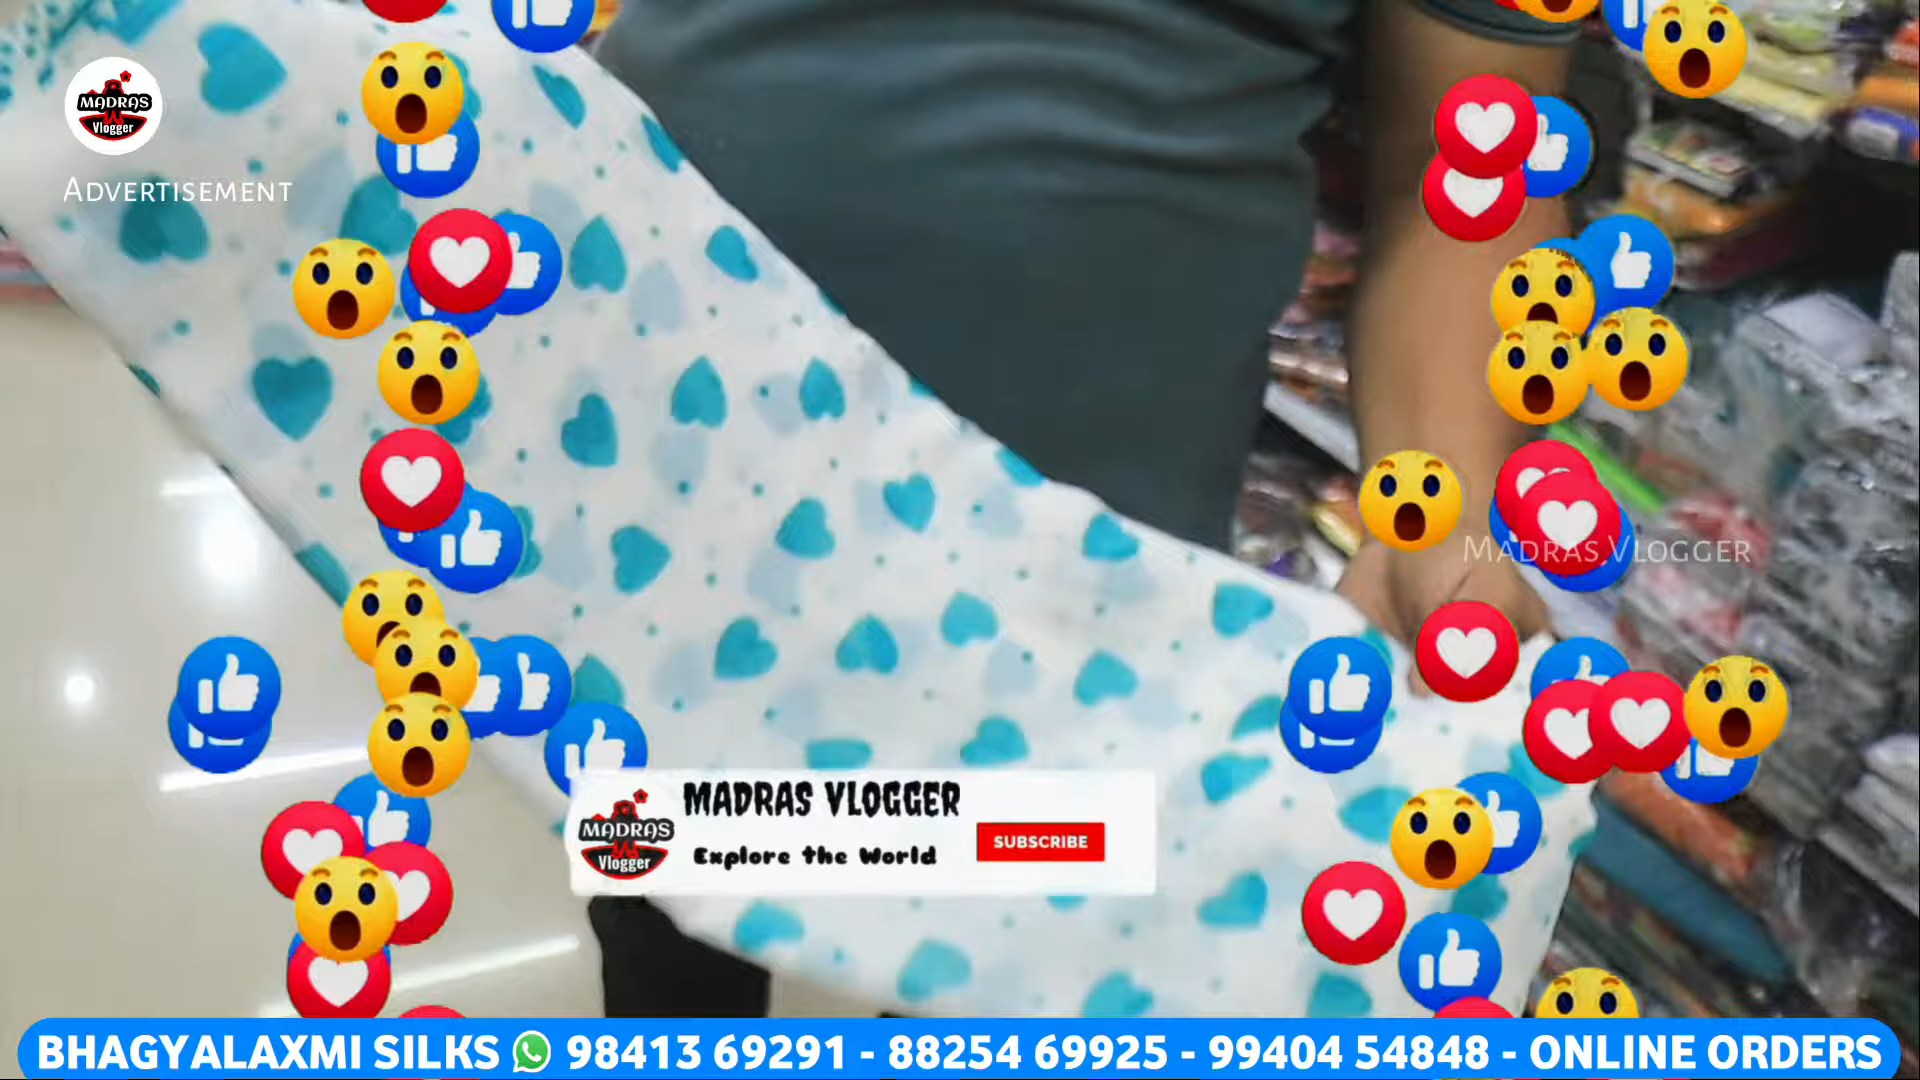 MADRAS
Vlogger
ADVERTISEMENT
MADRAS VLOGGER
MADRAS VLOGGER
Explore the World
MADRAS
Vlogger
SUBSCRIBE
BHAGYALAXMI SILKS 98413 69291 - 88254 69925 - 99404 54848 - ONLINE ORDERS